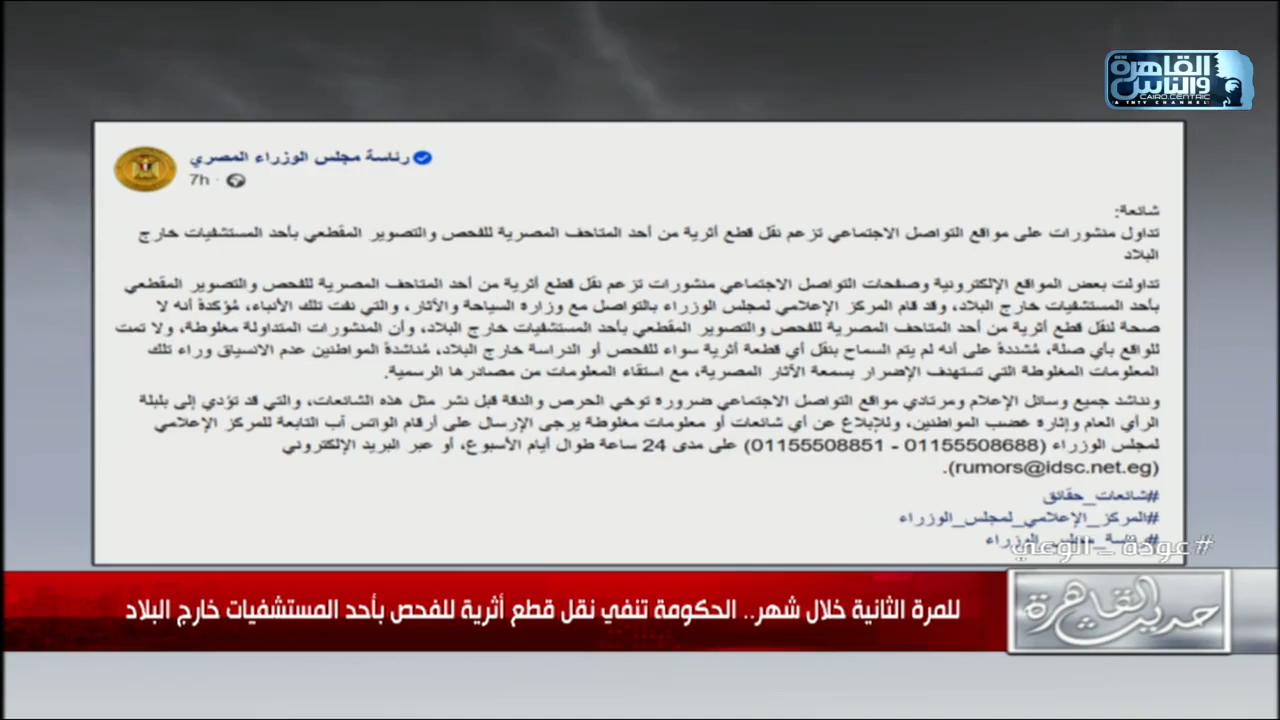 القاهرة
والناس
CAIRO.CENTRIC
A TNTV CHANNEL
رئاسة مجلس الوزراء المصري
7h ·
شائعة:
تداول منشورات على مواقع التواصل الاجتماعي تزعم نقل قطع أثرية من أحد المتاحف المصرية للفحص والتصوير المقطعي بأحد المستشفيات خارج
البلاد
تداولت بعض المواقع الإلكترونية وصفحات التواصل الاجتماعي منشورات تزعم نقل قطع أثرية من أحد المتاحف المصرية للفحص والتصوير المقطعي
بأحد المستشفيات خارج البلاد، وقد قام المركز الإعلامي لمجلس الوزراء بالتواصل مع وزارة السياحة والآثار، والتي نفت تلك الأنباء، مُؤكدةً أنه لا
صحة لنقل قطع أثرية من أحد المتاحف المصرية للفحص والتصوير المقطعي بأحد المستشفيات خارج البلاد، وأن المنشورات المتداولة مغلوطة، ولا تمت
للواقع بأي صلة، مُشددةً على أنه لم يتم السماح بنقل أي قطعة أثرية سواء للفحص أو الدراسة خارج البلاد، مُناشدةً المواطنين عدم الانسياق وراء تلك
المعلومات المغلوطة التي تستهدف الإضرار بسمعة الآثار المصرية، مع استقاء المعلومات من مصادرها الرسمية.
ونناشد جميع وسائل الإعلام ومرتادي مواقع التواصل الاجتماعي ضرورة توخي الحرص والدقة قبل نشر مثل هذه الشائعات، والتي قد تؤدي إلى بلبلة
الرأي العام وإثارة غضب المواطنين، وللإبلاغ عن أي شائعات أو معلومات مغلوطة يرجى الإرسال على أرقام الواتس آب التابعة للمركز الإعلامي
لمجلس الوزراء (01155508688 - 01155508851) على مدى 24 ساعة طوال أيام الأسبوع، أو عبر البريد الإلكتروني
(rumors@idsc.net.eg).
#شائعات_حقائق
#المركز_الإعلامي_لمجلس_الوزراء
#رئاسة_مجلس_الوزراء
#عودة_الوعي
للمرة الثانية خلال شهر.. الحكومة تنفي نقل قطع أثرية للفحص بأحد المستشفيات خارج البلاد
حديث القاهرة